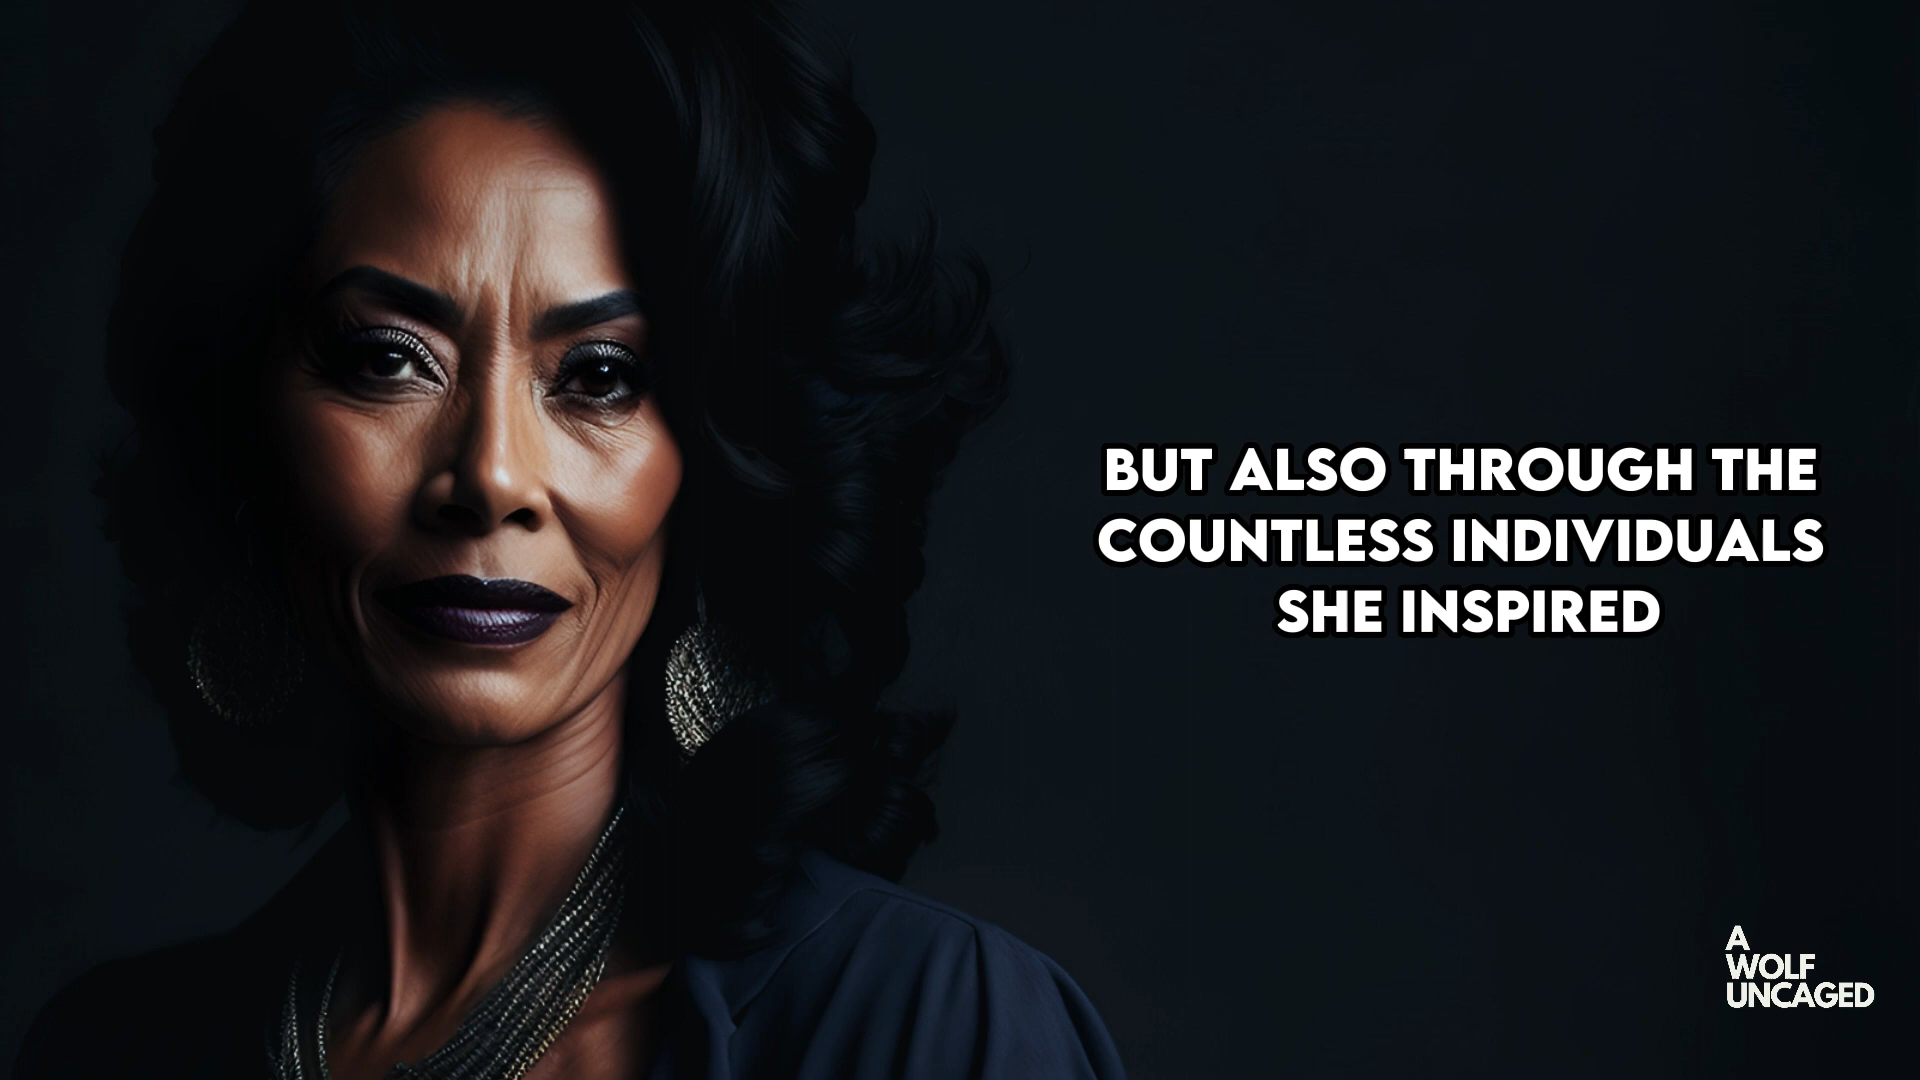 BUT ALSO THROUGH THE
COUNTLESS INDIVIDUALS
SHE INSPIRED
A
WOLF
UNCAGED